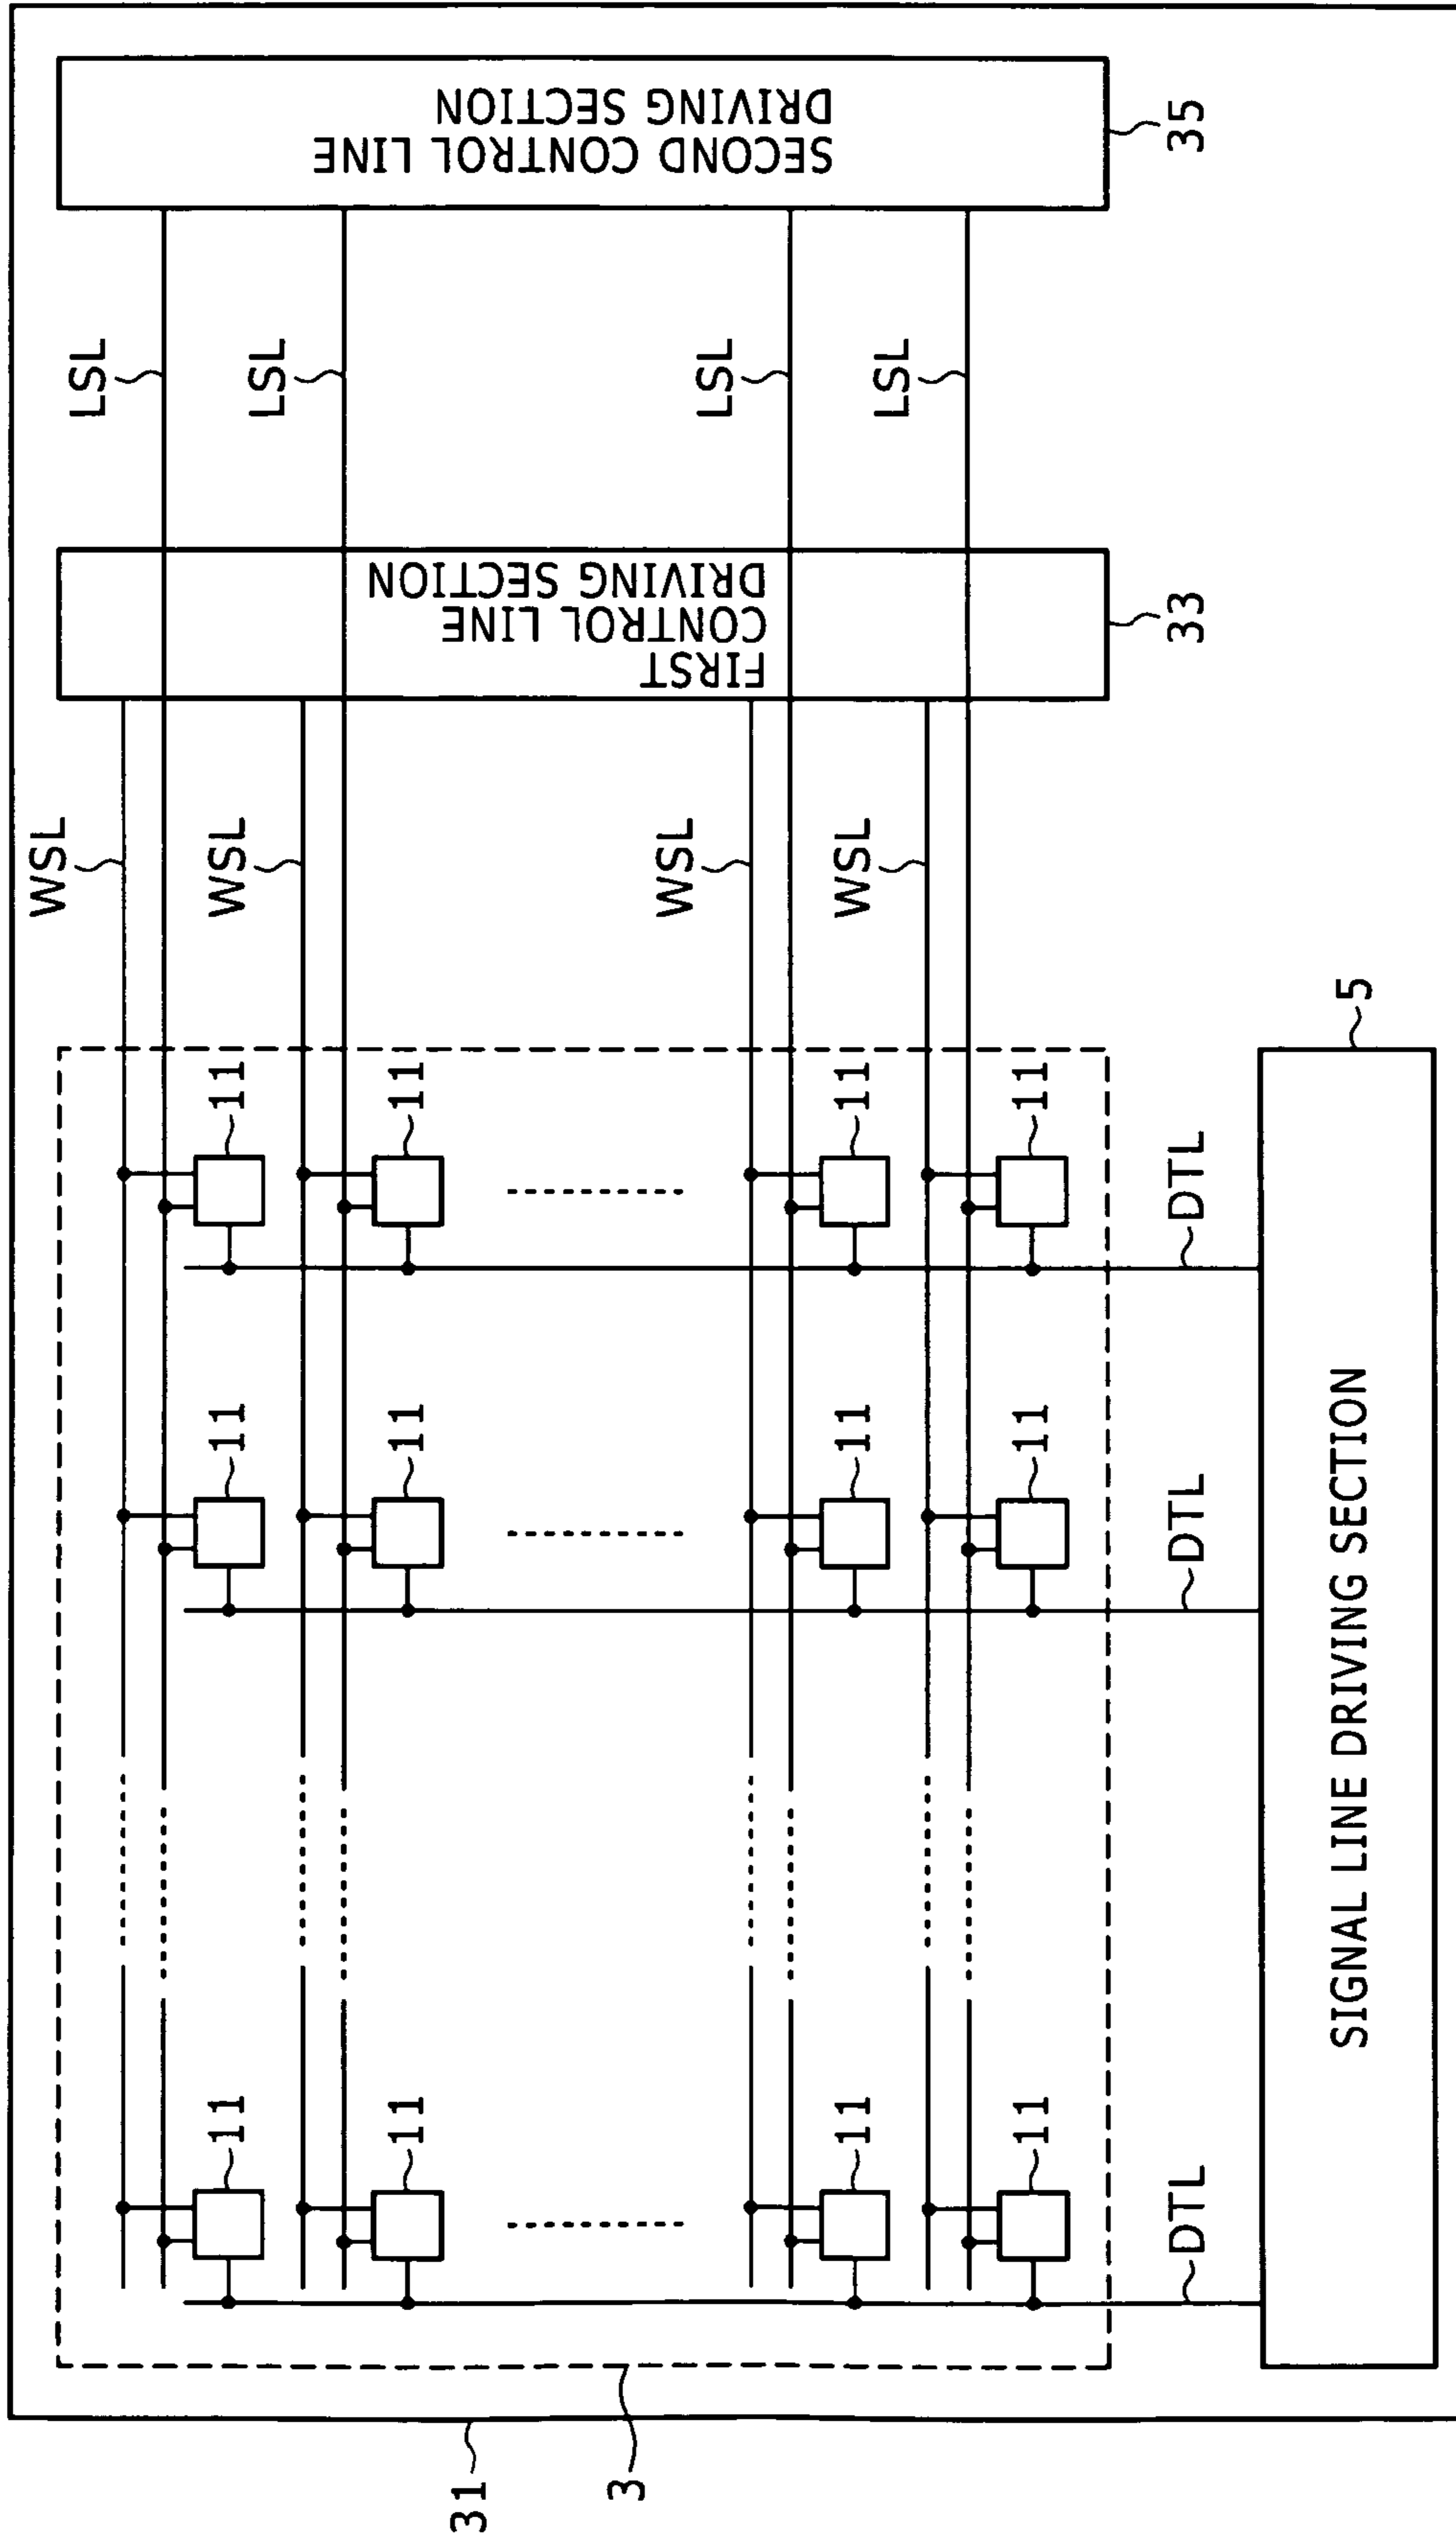 31
3
WSL
LSL
WSL
LSL
WSL
LSL
WSL
LSL
FIRST
CONTROL LINE
DRIVING SECTION
33
SECOND CONTROL LINE
DRIVING SECTION
35
11
11
11
11
11
11
11
11
11
11
11
11
DTL
DTL
DTL
SIGNAL LINE DRIVING SECTION
5